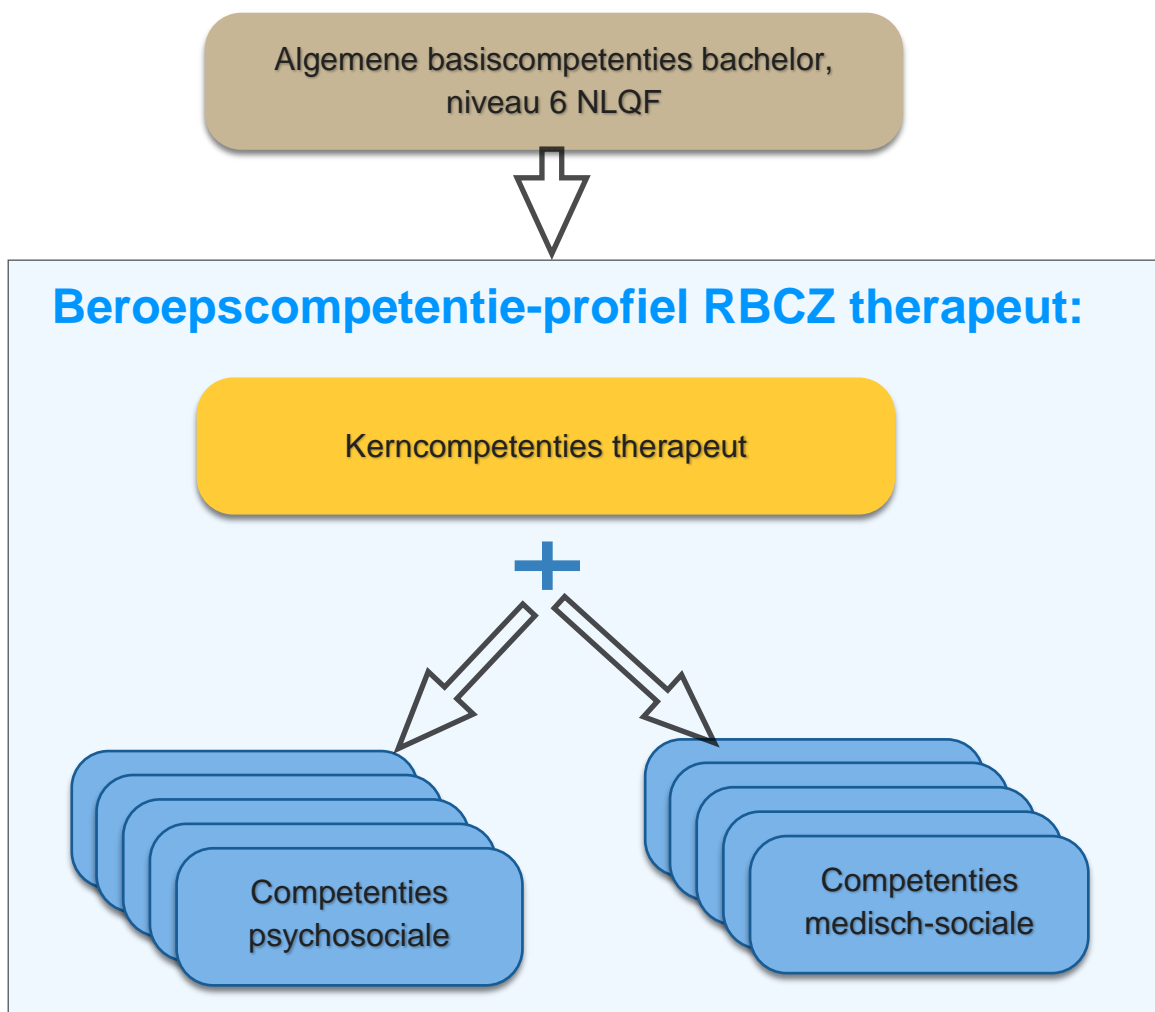 Algemene basiscompetenties bachelor,
niveau 6 NLQF
Beroepscompetentie-profiel RBCZ therapeut:
Kerncompetenties therapeut
+
Competenties
psychosociale
Competenties
medisch-sociale